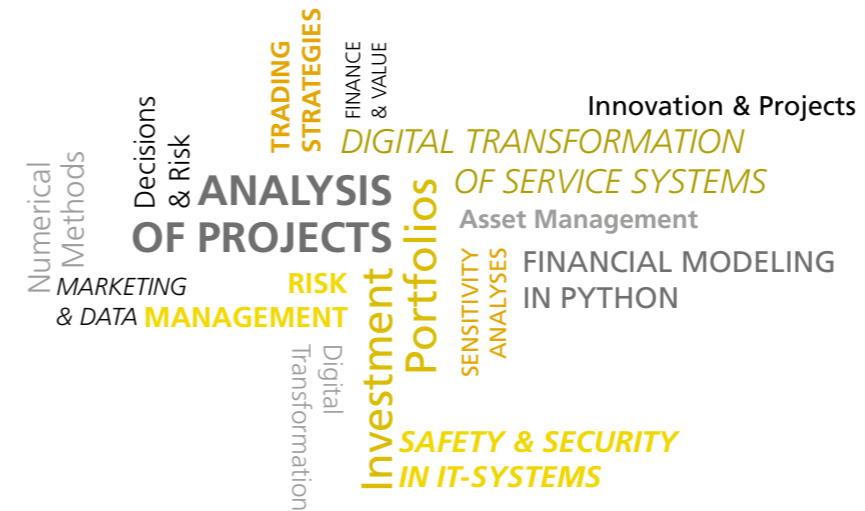 TRADING
STRATEGIES
FINANCE
& VALUE
Innovation & Projects
Decisions
& Risk
DIGITAL TRANSFORMATION
OF SERVICE SYSTEMS
Numerical
Methods
ANALYSIS
OF PROJECTS
Investment
Portfolios
Asset Management
SENSITIVITY
ANALYSES
FINANCIAL MODELING
IN PYTHON
MARKETING
& DATA
RISK
MANAGEMENT
Digital
Transformation
SAFETY & SECURITY
IN IT-SYSTEMS